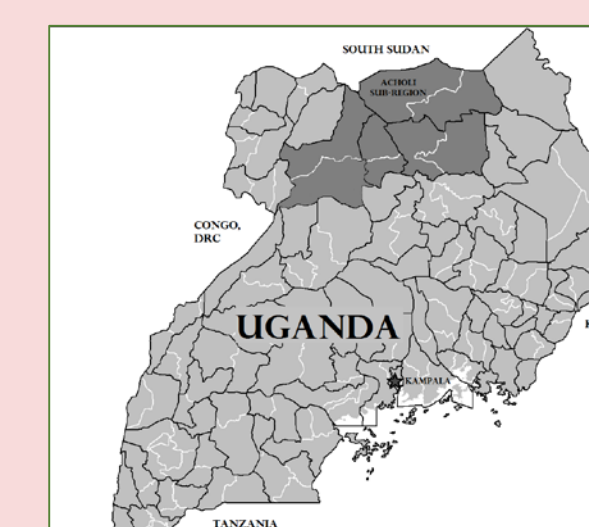 SOUTH SUDAN
ACHOLI
SUB-REGION
CONGO,
DRC
UGANDA
KAMPALA
TANZANIA